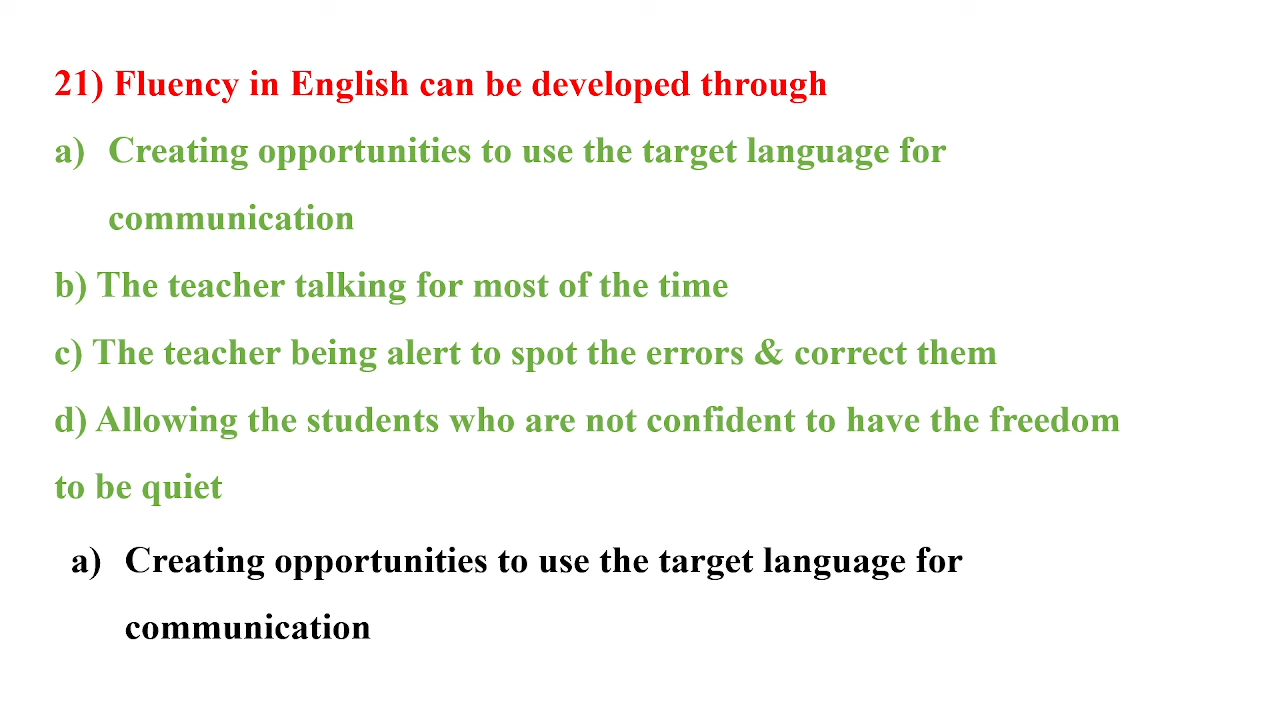 21) Fluency in English can be developed through
a) Creating opportunities to use the target language for
communication
b) The teacher talking for most of the time
c) The teacher being alert to spot the errors & correct them
d) Allowing the students who are not confident to have the freedom
to be quiet
a) Creating opportunities to use the target language for
communication